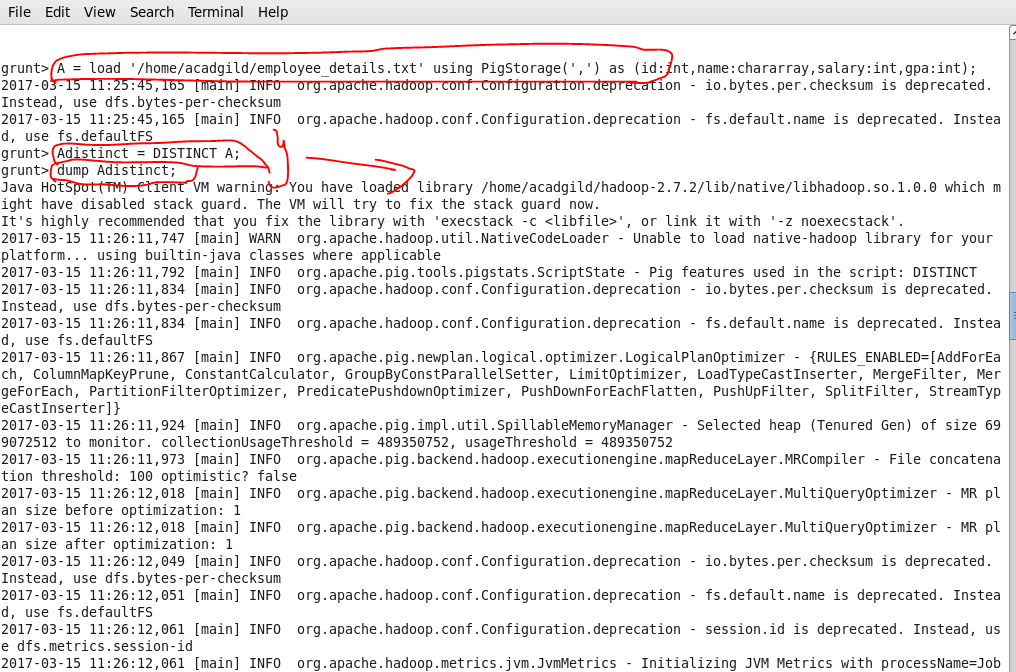 File Edit View Search Terminal Help
grunt> A = load '/home/acadgild/employee_details.txt' using PigStorage(',') as (id:int,name:chararray,salary:int,gpa:int);
2017-03-15 11:25:45,165 [main] INFO  org.apache.hadoop.conf.Configuration.deprecation - io.bytes.per.checksum is deprecated.
Instead, use dfs.bytes-per-checksum
2017-03-15 11:25:45,165 [main] INFO  org.apache.hadoop.conf.Configuration.deprecation - fs.default.name is deprecated. Instea
d, use fs.defaultFS
grunt> Adistinct = DISTINCT A;
grunt> dump Adistinct;
Java HotSpot(TM) Client VM warning: You have loaded library /home/acadgild/hadoop-2.7.2/lib/native/libhadoop.so.1.0.0 which m
ight have disabled stack guard. The VM will try to fix the stack guard now.
It's highly recommended that you fix the library with 'execstack -c <libfile>', or link it with '-z noexecstack'.
2017-03-15 11:26:11,747 [main] WARN  org.apache.hadoop.util.NativeCodeLoader - Unable to load native-hadoop library for your
platform... using builtin-java classes where applicable
2017-03-15 11:26:11,792 [main] INFO  org.apache.pig.tools.pigstats.ScriptState - Pig features used in the script: DISTINCT
2017-03-15 11:26:11,834 [main] INFO  org.apache.hadoop.conf.Configuration.deprecation - io.bytes.per.checksum is deprecated.
Instead, use dfs.bytes-per-checksum
2017-03-15 11:26:11,834 [main] INFO  org.apache.hadoop.conf.Configuration.deprecation - fs.default.name is deprecated. Instea
d, use fs.defaultFS
2017-03-15 11:26:11,867 [main] INFO  org.apache.pig.newplan.logical.optimizer.LogicalPlanOptimizer - {RULES_ENABLED=[AddForEa
ch, ColumnMapKeyPrune, ConstantCalculator, GroupByConstParallelSetter, LimitOptimizer, LoadTypeCastInserter, MergeFilter, Mer
geForEach, PartitionFilterOptimizer, PredicatePushdownOptimizer, PushDownForEachFlatten, PushUpFilter, SplitFilter, StreamTyp
eCastInserter]}
2017-03-15 11:26:11,924 [main] INFO  org.apache.pig.impl.util.SpillableMemoryManager - Selected heap (Tenured Gen) of size 69
9072512 to monitor. collectionUsageThreshold = 489350752, usageThreshold = 489350752
2017-03-15 11:26:11,973 [main] INFO  org.apache.pig.backend.hadoop.executionengine.mapReduceLayer.MRCompiler - File concatena
tion threshold: 100 optimistic? false
2017-03-15 11:26:12,018 [main] INFO  org.apache.pig.backend.hadoop.executionengine.mapReduceLayer.MultiQueryOptimizer - MR pl
an size before optimization: 1
2017-03-15 11:26:12,018 [main] INFO  org.apache.pig.backend.hadoop.executionengine.mapReduceLayer.MultiQueryOptimizer - MR pl
an size after optimization: 1
2017-03-15 11:26:12,049 [main] INFO  org.apache.hadoop.conf.Configuration.deprecation - io.bytes.per.checksum is deprecated.
Instead, use dfs.bytes-per-checksum
2017-03-15 11:26:12,051 [main] INFO  org.apache.hadoop.conf.Configuration.deprecation - fs.default.name is deprecated. Instea
d, use fs.defaultFS
2017-03-15 11:26:12,061 [main] INFO  org.apache.hadoop.conf.Configuration.deprecation - session.id is deprecated. Instead, us
e dfs.metrics.session-id
2017-03-15 11:26:12,061 [main] INFO  org.apache.hadoop.metrics.jvm.JvmMetrics - Initializing JVM Metrics with processName=Job